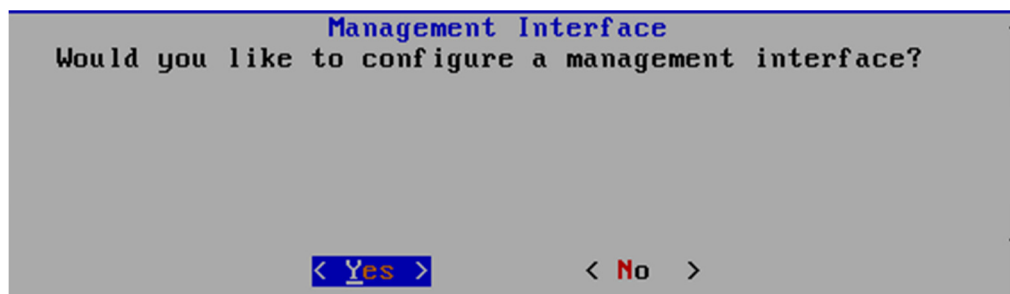 Management Interface
Would you like to configure a management interface?
< Yes > < No >